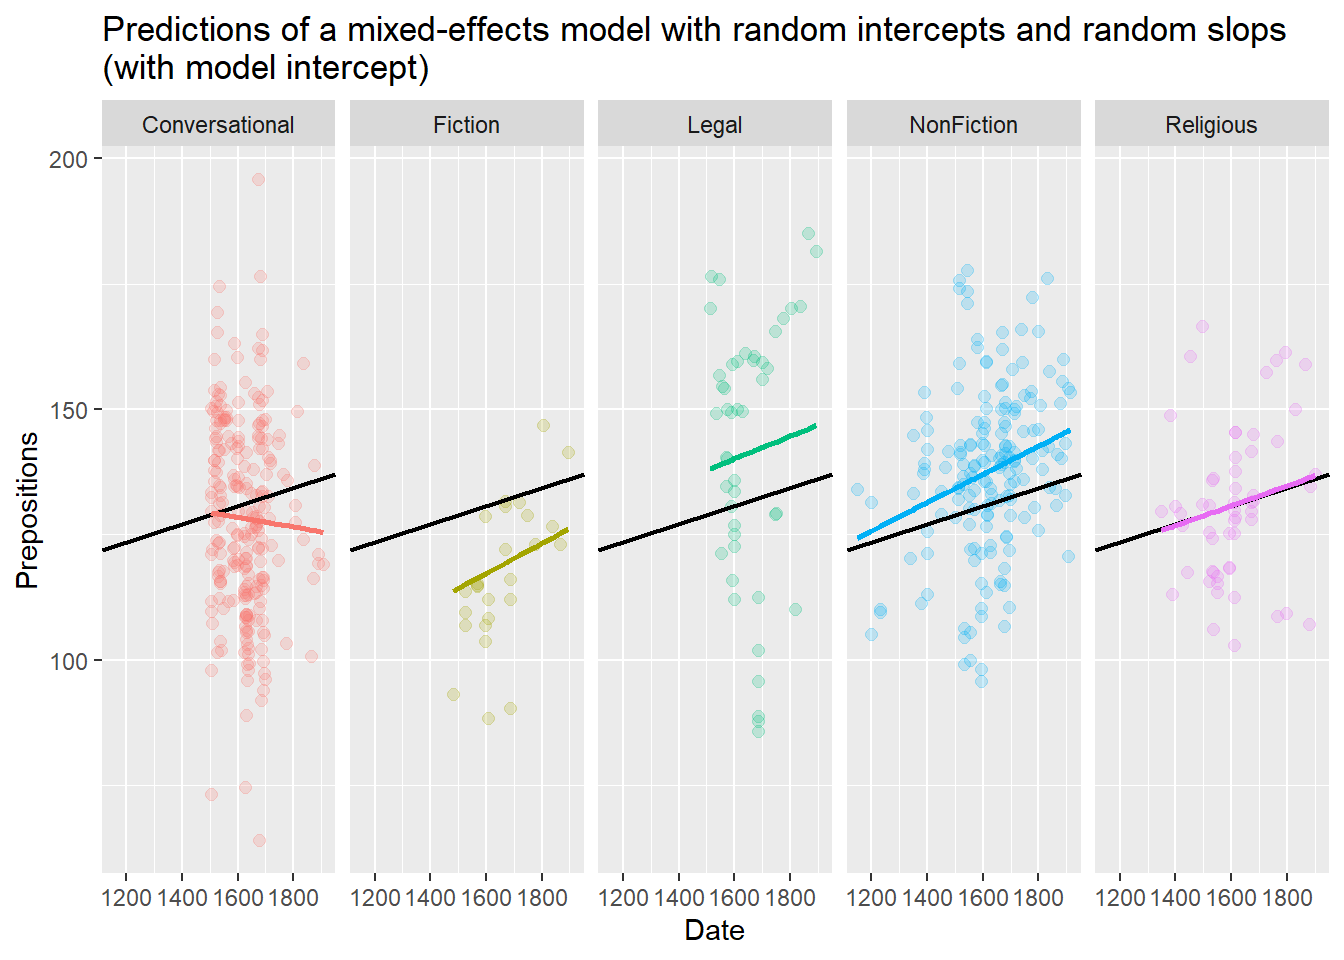 Predictions of a mixed-effects model with random intercepts and random slops
(with model intercept)
Conversational Fiction Legal NonFiction Religious
200
150
100
Prepositions
1200 1400 1600 1800 1200 1400 1600 1800 1200 1400 1600 1800 1200 1400 1600 1800 1200 1400 1600 1800
Date